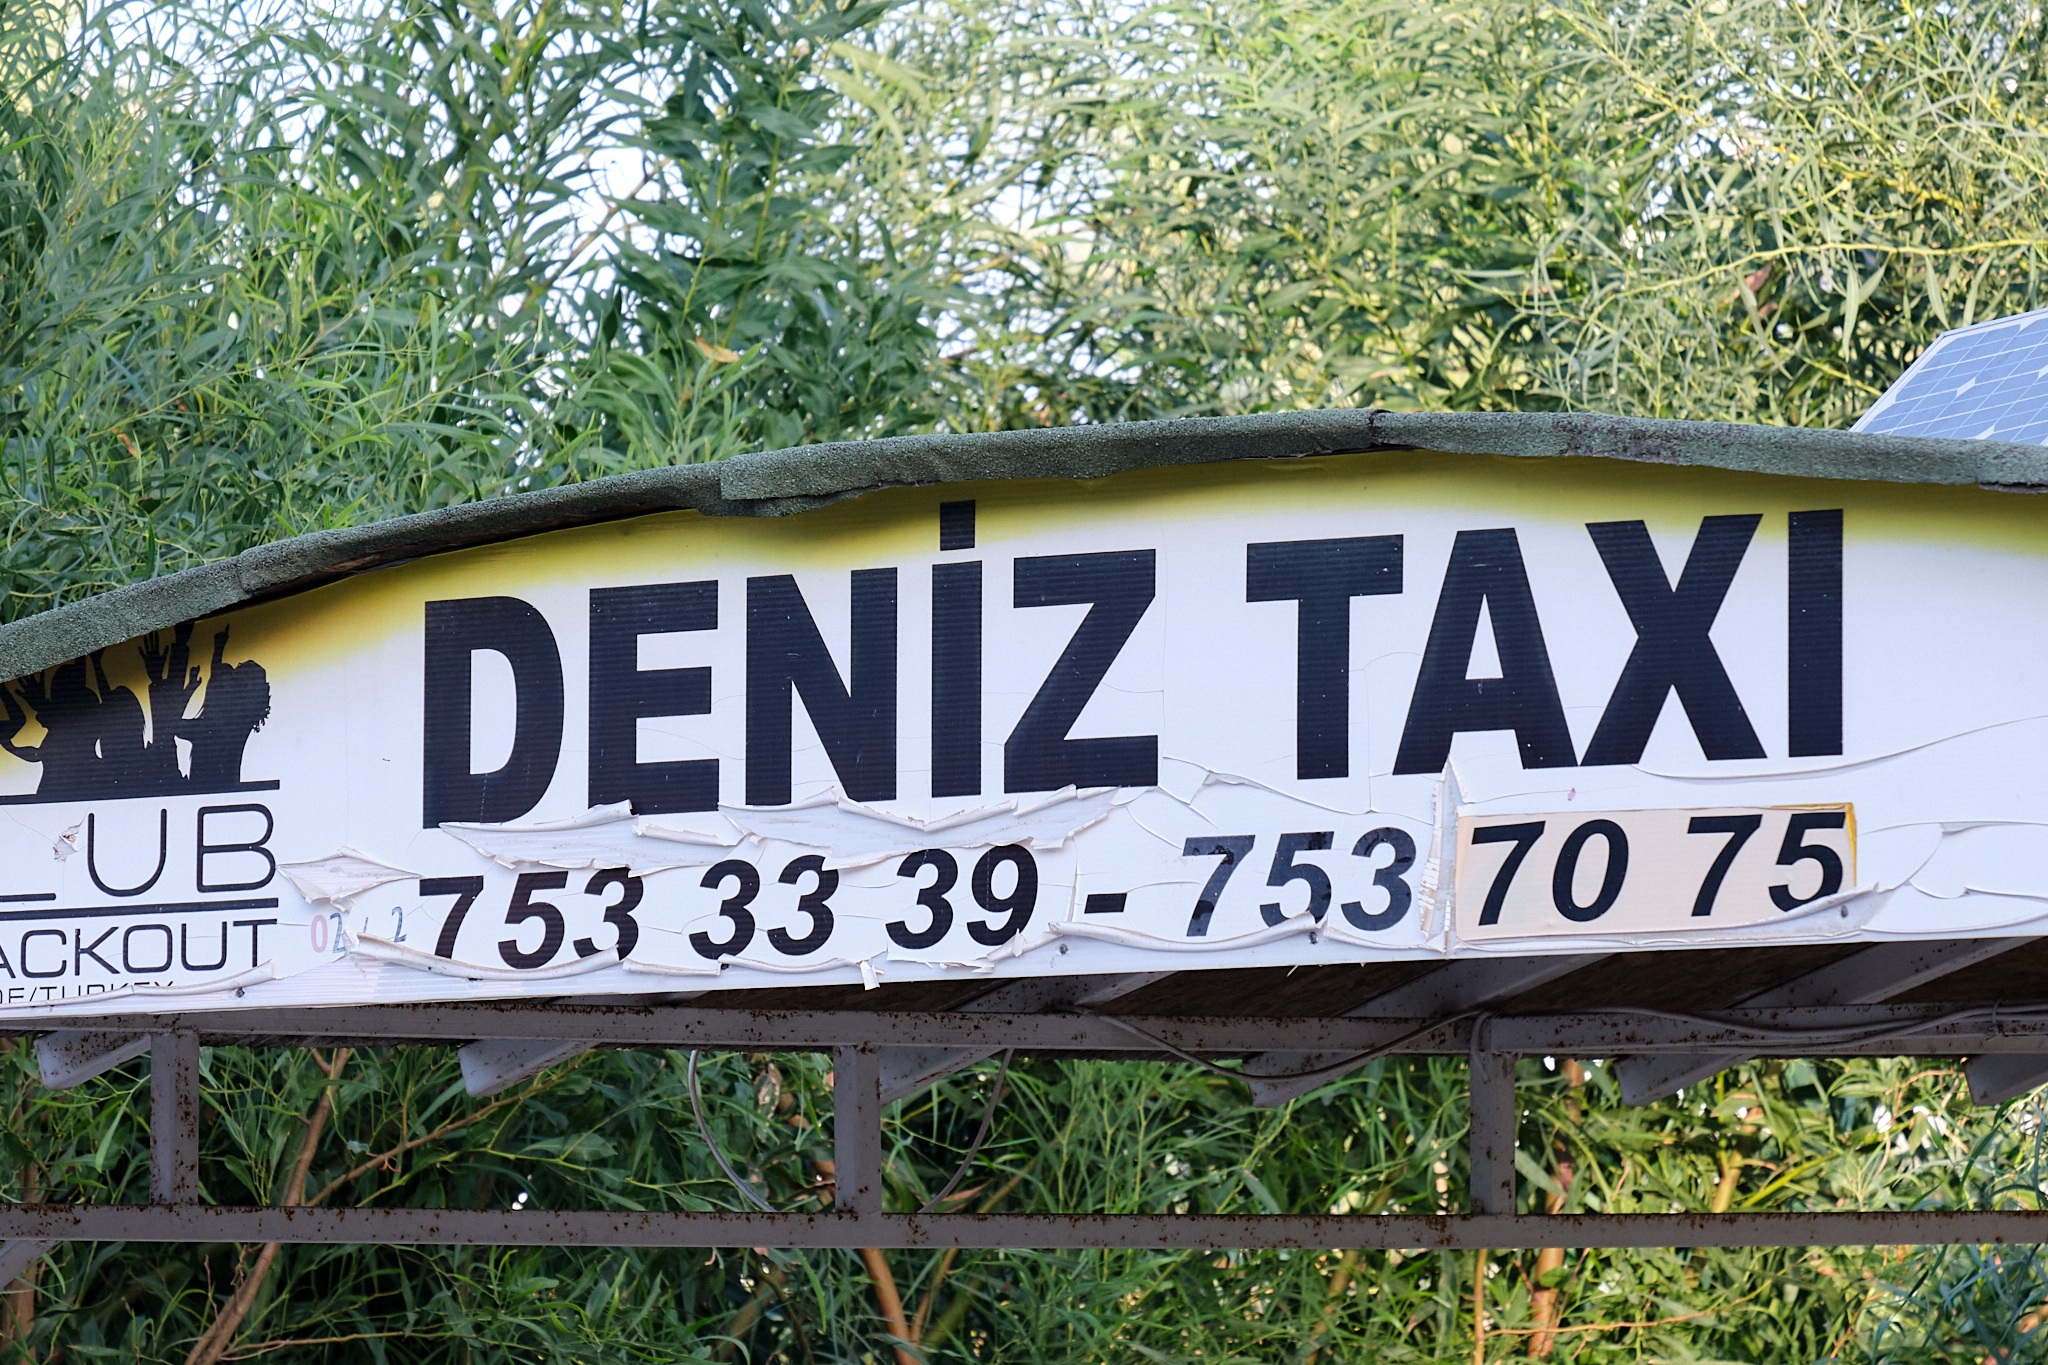 DENİZ TAXI
753 33 39 - 753 70 75
LUB
ACKOUT